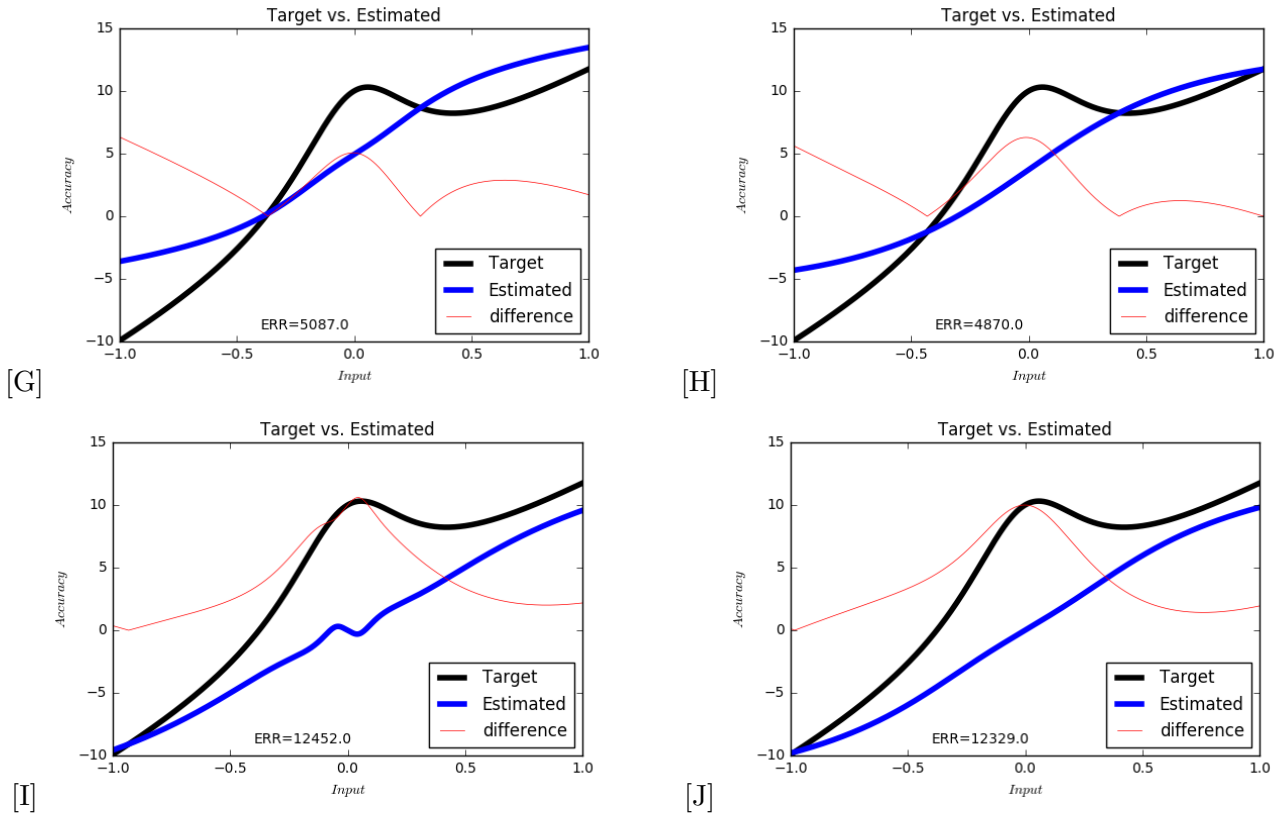 Target vs. Estimated
15
10
5
0
−5
−10
Accuracy
Target
Estimated
difference
ERR=5087.0
−1.0 −0.5 0.0 0.5 1.0
Input
[G]
Target vs. Estimated
15
10
5
0
−5
−10
Accuracy
Target
Estimated
difference
ERR=4870.0
−1.0 −0.5 0.0 0.5 1.0
Input
[H]
Target vs. Estimated
15
10
5
0
−5
−10
Accuracy
Target
Estimated
difference
ERR=12452.0
−1.0 −0.5 0.0 0.5 1.0
Input
[I]
Target vs. Estimated
15
10
5
0
−5
−10
Accuracy
Target
Estimated
difference
ERR=12329.0
−1.0 −0.5 0.0 0.5 1.0
Input
[J]